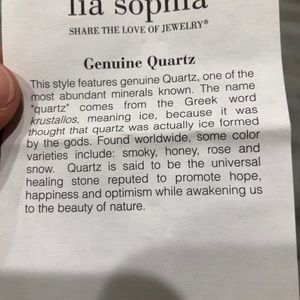 lia sophia
SHARE THE LOVE OF JEWELRY®
Genuine Quartz
This style features genuine Quartz, one of the
most abundant minerals known. The name
"quartz" comes from the Greek word
krustallos, meaning ice, because it was
thought that quartz was actually ice formed
by the gods. Found worldwide, some color
varieties include: smoky, honey, rose and
snow. Quartz is said to be the universal
healing stone reputed to promote hope,
happiness and optimism while awakening us
to the beauty of nature.